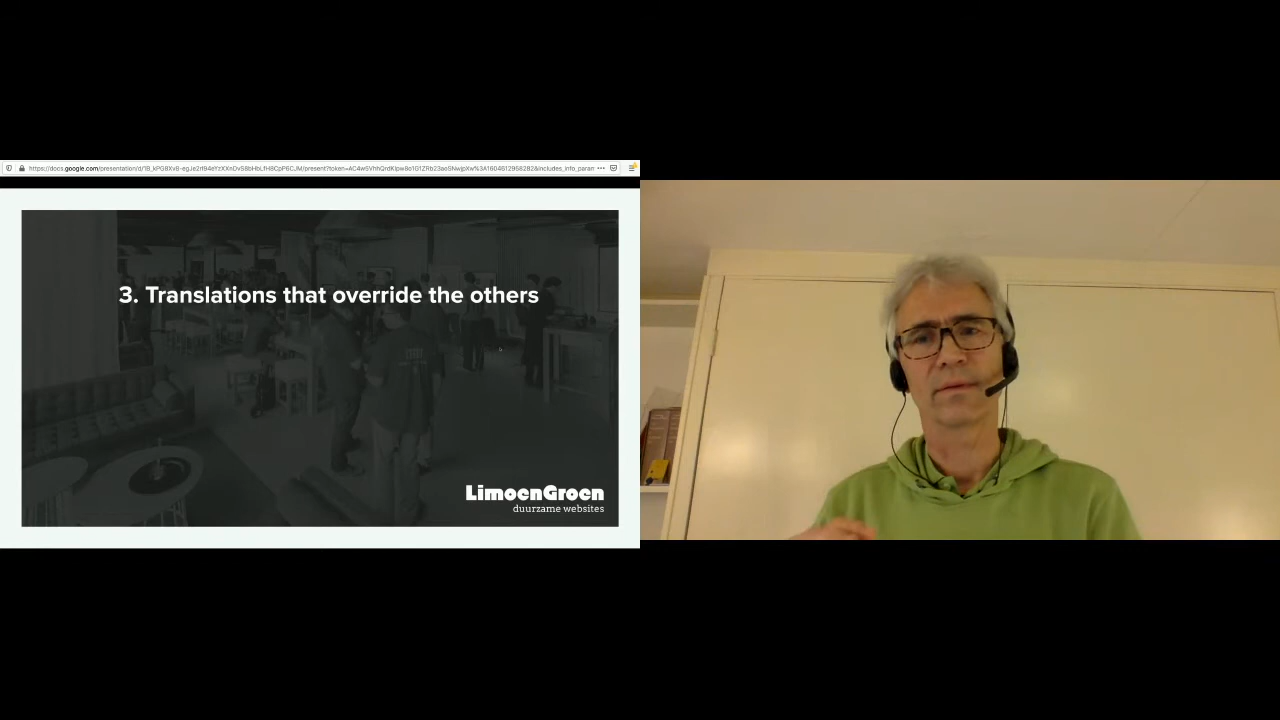 3. Translations that override the others
LimoenGroen
duurzame websites